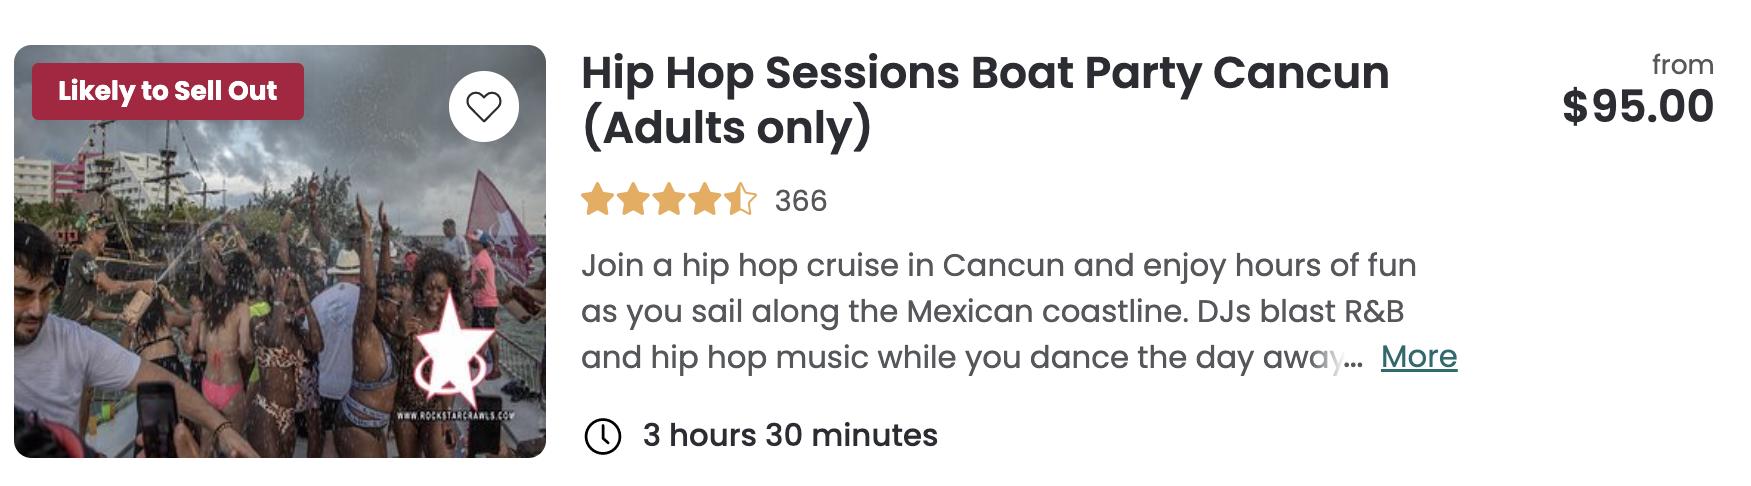 Likely to Sell Out
Hip Hop Sessions Boat Party Cancun
(Adults only)
from
$95.00
366
Join a hip hop cruise in Cancun and enjoy hours of fun
as you sail along the Mexican coastline. DJs blast R&B
and hip hop music while you dance the day away... More
WWW.ROCKSTARCRAWLS.COM
3 hours 30 minutes